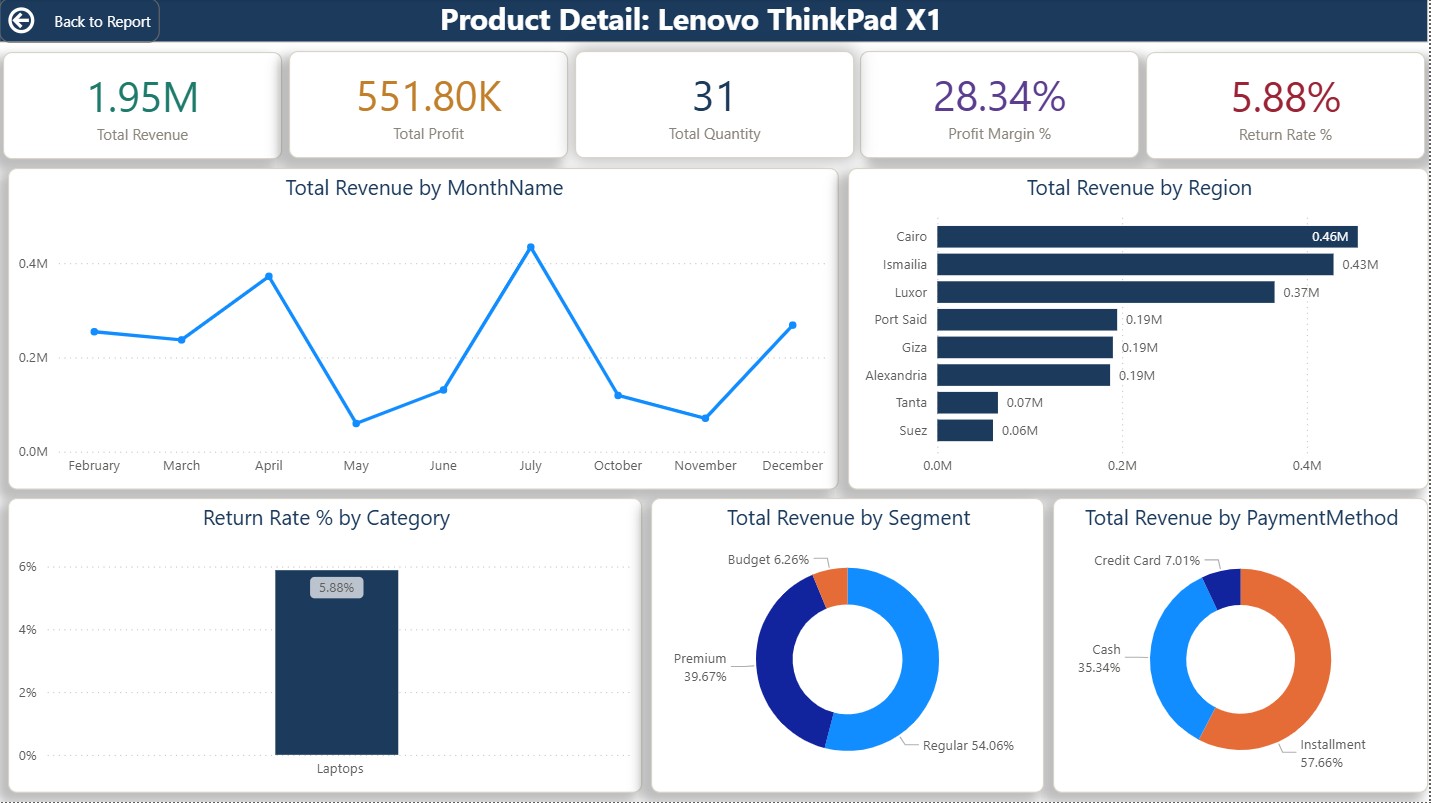 Back to Report
Product Detail: Lenovo ThinkPad X1
1.95M
Total Revenue
551.80K
Total Profit
31
Total Quantity
28.34%
Profit Margin %
5.88%
Return Rate %
Total Revenue by MonthName
0.4M
0.2M
0.0M
February March April May June July October November December
Total Revenue by Region
Cairo 0.46M
Ismailia 0.43M
Luxor 0.37M
Port Said 0.19M
Giza 0.19M
Alexandria 0.19M
Tanta 0.07M
Suez 0.06M
0.0M 0.2M 0.4M
Return Rate % by Category
6%
5.88%
4%
2%
0%
Laptops
Total Revenue by Segment
Budget 6.26%
Premium
39.67%
Regular 54.06%
Total Revenue by PaymentMethod
Credit Card 7.01%
Cash
35.34%
Installment
57.66%